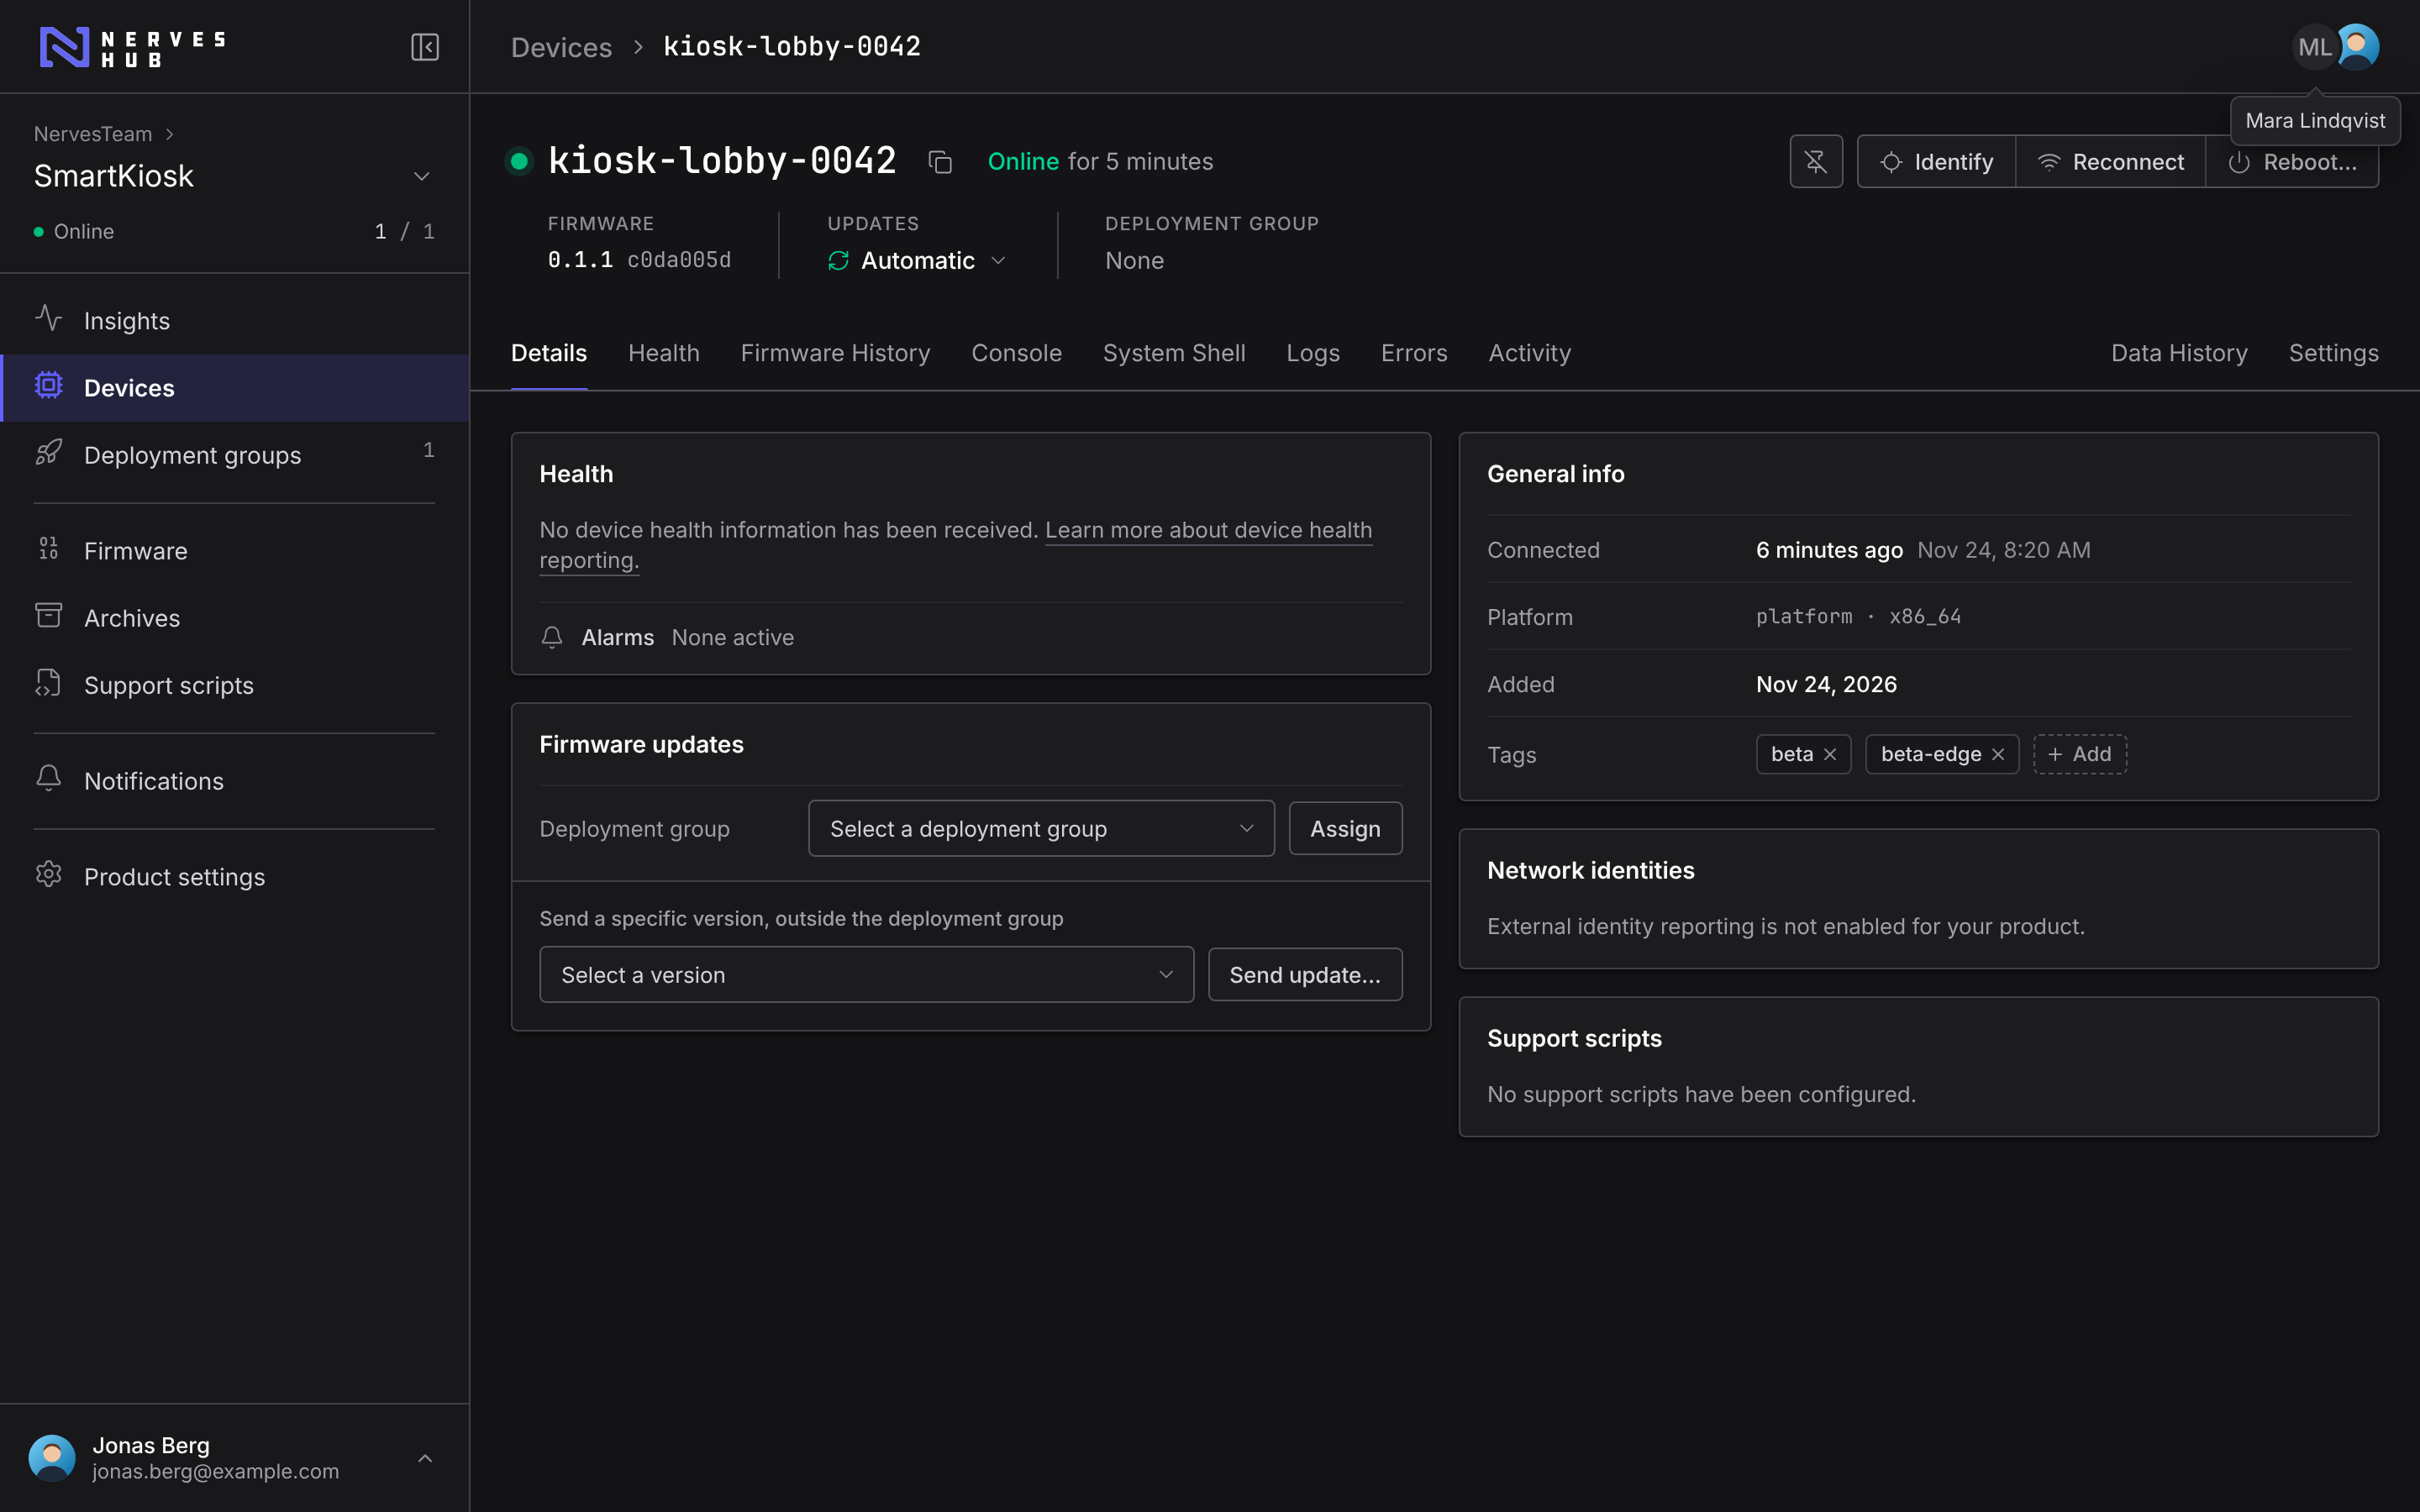 NERVES
HUB
Devices > kiosk-lobby-0042
ML
Mara Lindqvist
NervesTeam >
SmartKiosk
Online 1 / 1
Insights
Devices
Deployment groups 1
0110
Firmware
Archives
Support scripts
Notifications
Product settings
Jonas Berg
jonas.berg@example.com
kiosk-lobby-0042
Online for 5 minutes
Identify
Reconnect
Reboot...
FIRMWARE
0.1.1 c0da005d
UPDATES
Automatic
DEPLOYMENT GROUP
None
Details Health Firmware History Console System Shell Logs Errors Activity Data History Settings
Health
No device health information has been received. Learn more about device health
reporting.
Alarms None active
Firmware updates
Deployment group Select a deployment group Assign
Send a specific version, outside the deployment group
Select a version Send update...
General info
Connected 6 minutes ago Nov 24, 8:20 AM
Platform platform · x86_64
Added Nov 24, 2026
Tags beta × beta-edge × + Add
Network identities
External identity reporting is not enabled for your product.
Support scripts
No support scripts have been configured.